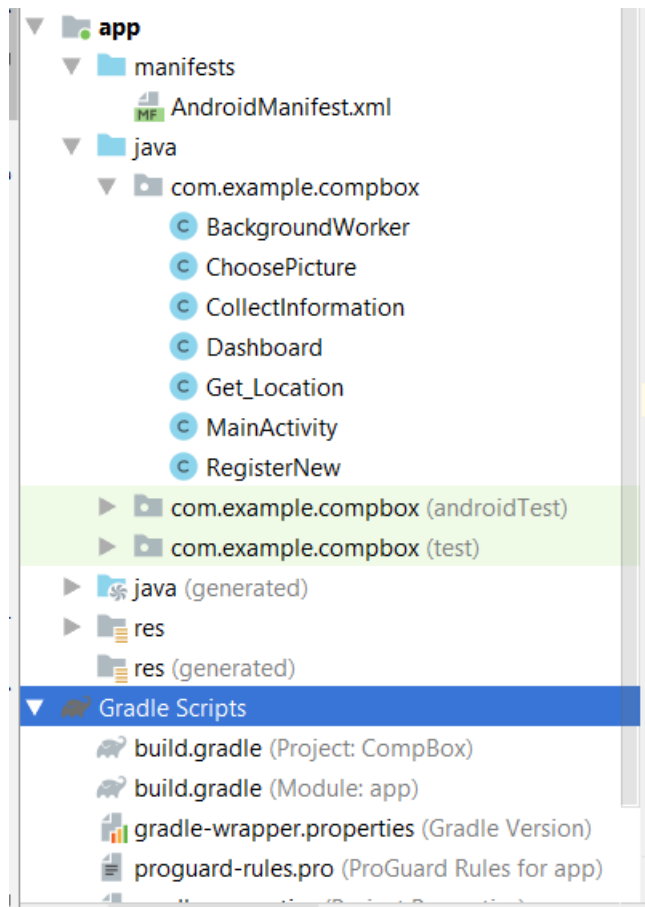 app
manifests
MF AndroidManifest.xml
java
com.example.compbox
C BackgroundWorker
C ChoosePicture
C CollectInformation
C Dashboard
C Get_Location
C MainActivity
C RegisterNew
com.example.compbox (androidTest)
com.example.compbox (test)
java (generated)
res
res (generated)
Gradle Scripts
build.gradle (Project: CompBox)
build.gradle (Module: app)
gradle-wrapper.properties (Gradle Version)
proguard-rules.pro (ProGuard Rules for app)